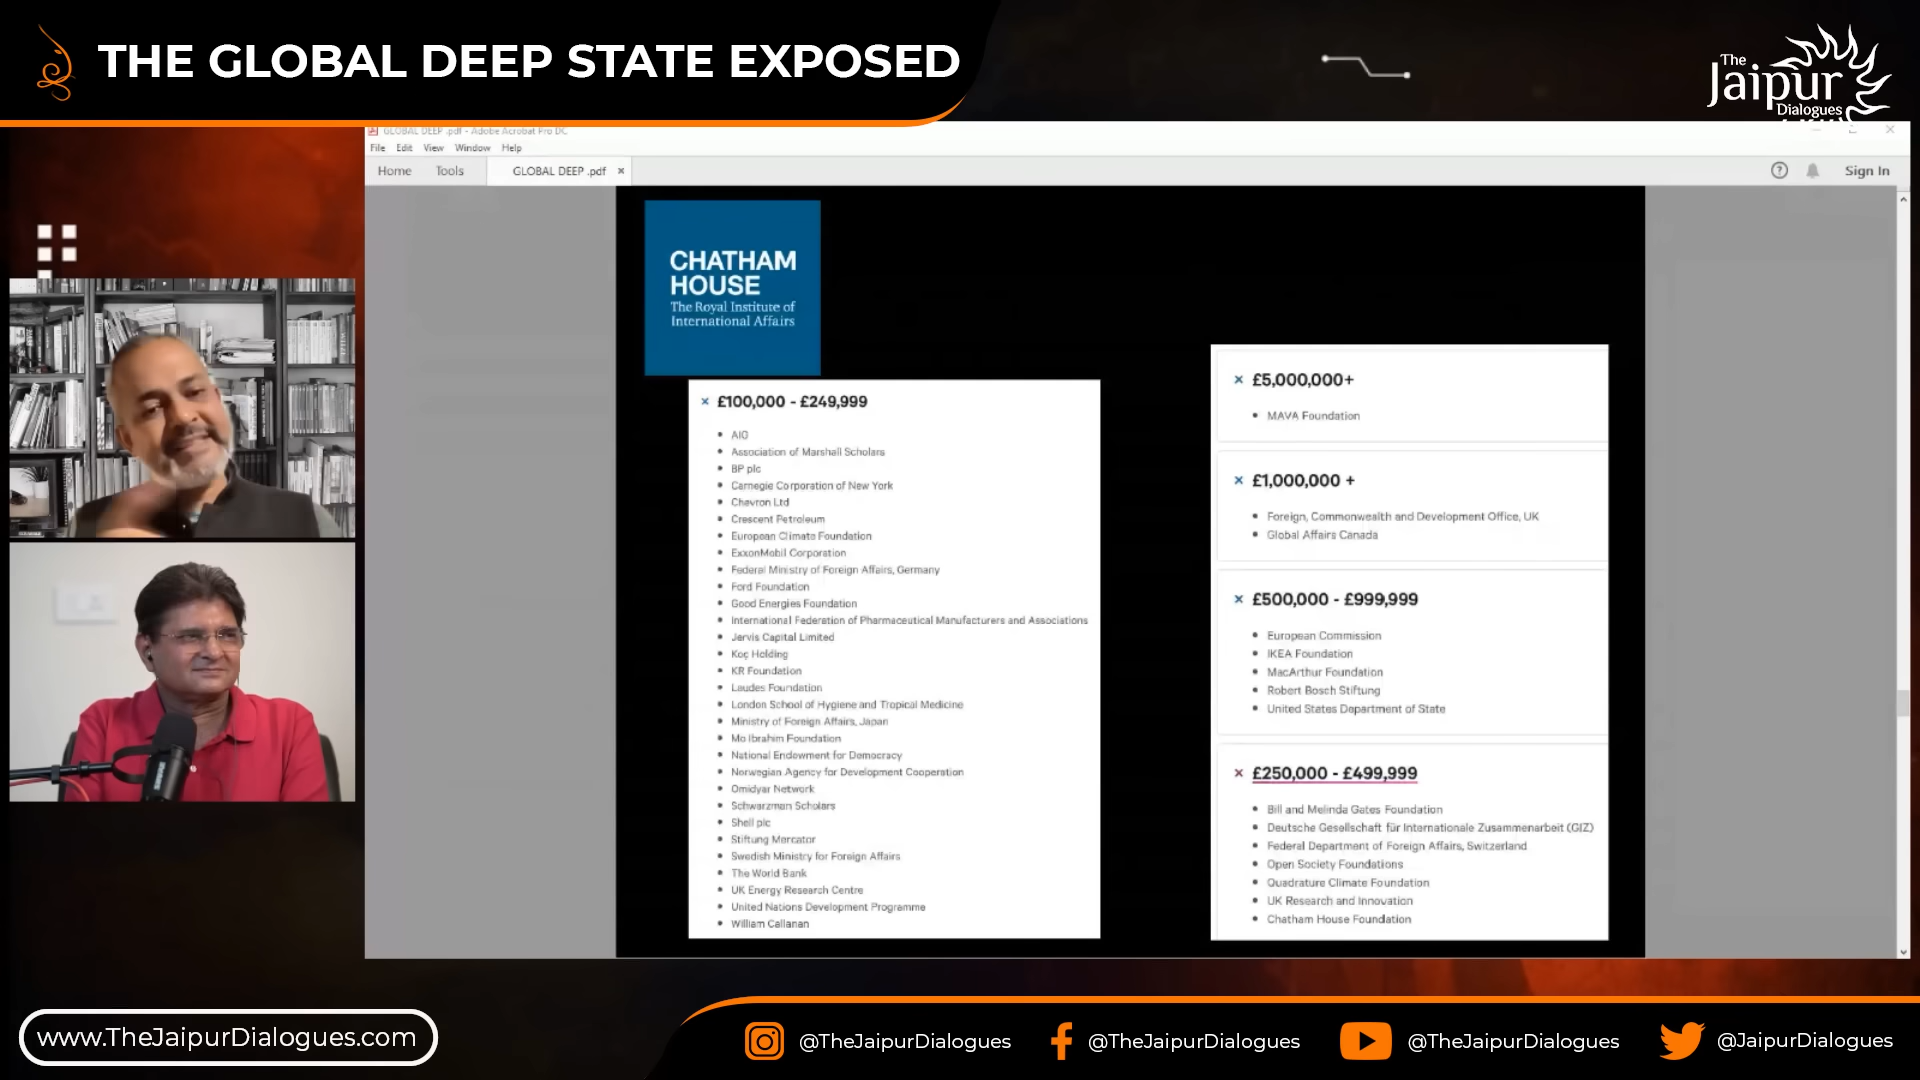 THE GLOBAL DEEP STATE EXPOSED
The
Jaipur
Dialogues
GLOBAL DEEP .pdf - Adobe Acrobat Pro DC
File Edit View Window Help
Home Tools GLOBAL DEEP .pdf × Sign In
CHATHAM
HOUSE
The Royal Institute of
International Affairs
× £100,000 - £249,999
• AIG
• Association of Marshall Scholars
• BP plc
• Carnegie Corporation of New York
• Chevron Ltd
• Crescent Petroleum
• European Climate Foundation
• ExxonMobil Corporation
• Federal Ministry of Foreign Affairs, Germany
• Ford Foundation
• Good Energies Foundation
• International Federation of Pharmaceutical Manufacturers and Associations
• Jervis Capital Limited
• Koç Holding
• KR Foundation
• Laudes Foundation
• London School of Hygiene and Tropical Medicine
• Ministry of Foreign Affairs, Japan
• Mo Ibrahim Foundation
• National Endowment for Democracy
• Norwegian Agency for Development Cooperation
• Omidyar Network
• Schwarzman Scholars
• Shell plc
• Stiftung Mercator
• Swedish Ministry for Foreign Affairs
• The World Bank
• UK Energy Research Centre
• United Nations Development Programme
• William Callanan
× £5,000,000+
• MAVA Foundation
× £1,000,000 +
• Foreign, Commonwealth and Development Office, UK
• Global Affairs Canada
× £500,000 - £999,999
• European Commission
• IKEA Foundation
• MacArthur Foundation
• Robert Bosch Stiftung
• United States Department of State
× £250,000 - £499,999
• Bill and Melinda Gates Foundation
• Deutsche Gesellschaft für Internationale Zusammenarbeit (GIZ)
• Federal Department of Foreign Affairs, Switzerland
• Open Society Foundations
• Quadrature Climate Foundation
• UK Research and Innovation
• Chatham House Foundation
www.TheJaipurDialogues.com
@TheJaipurDialogues
@TheJaipurDialogues
@TheJaipurDialogues
@JaipurDialogues